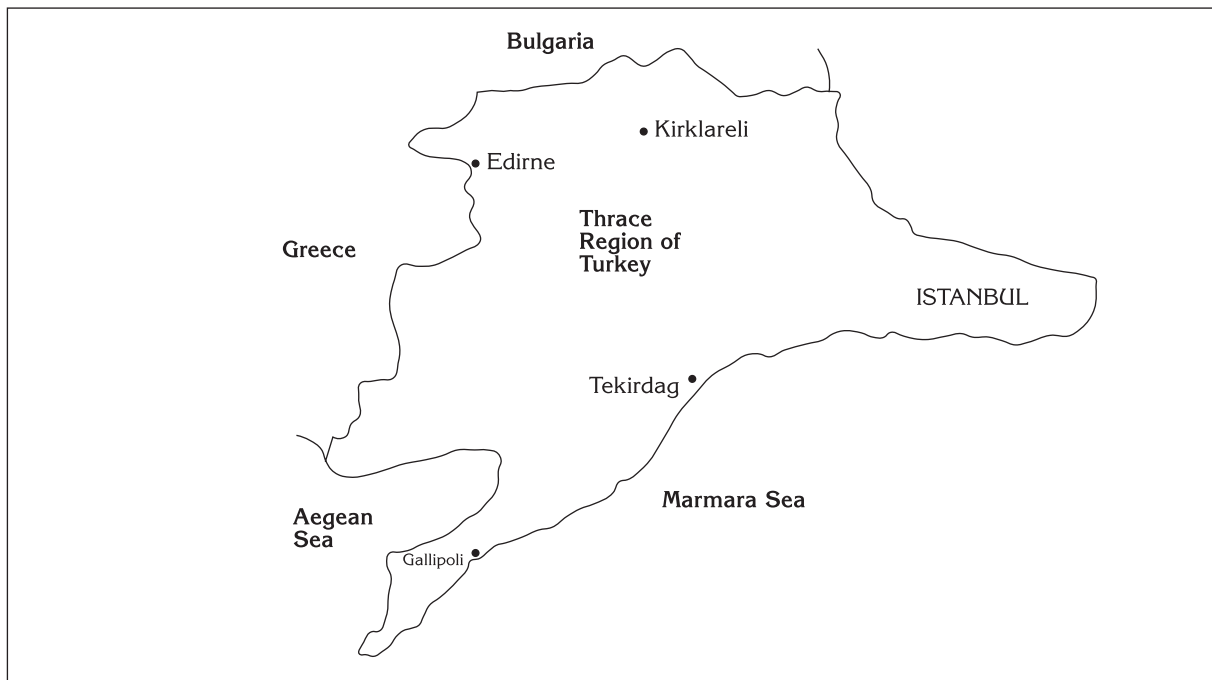 Bulgaria
Kirklareli
Edirne
Thrace
Region of
Turkey
Greece
ISTANBUL
Tekirdag
Marmara Sea
Aegean
Sea
Gallipoli